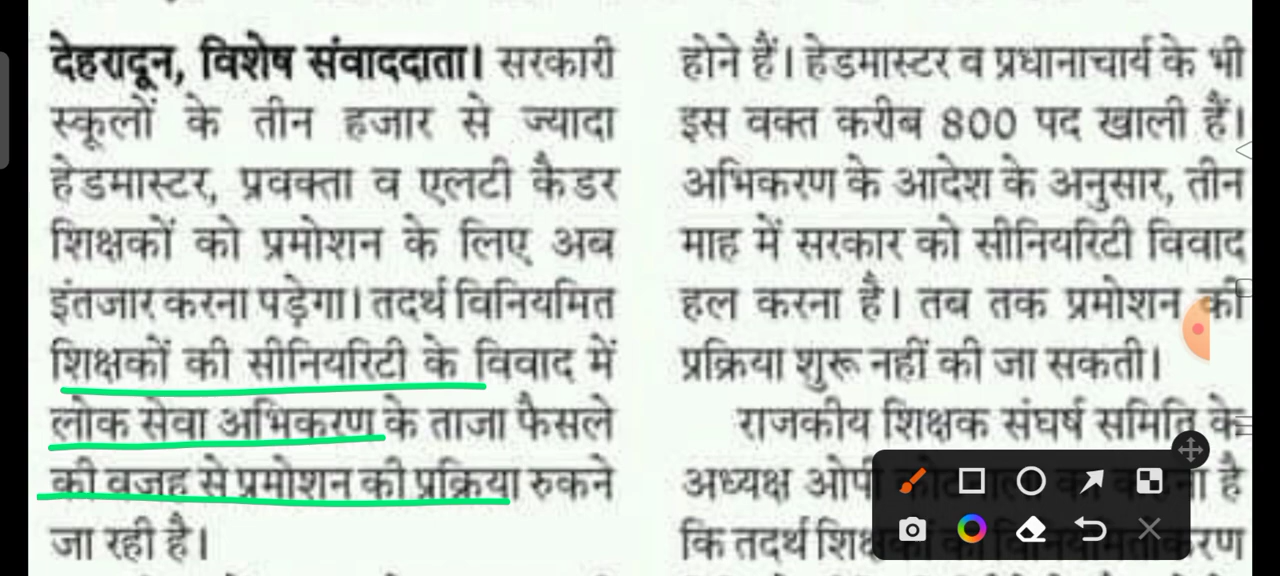 देहरादून, विशेष संवाददाता। सरकारी
स्कूलों के तीन हजार से ज्यादा
हेडमास्टर, प्रवक्ता व एलटी कैडर
शिक्षकों को प्रमोशन के लिए अब
इंतजार करना पड़ेगा। तदर्थ विनियमित
शिक्षकों की सीनियरिटी के विवाद में
लोक सेवा अभिकरण के ताजा फैसले
की वजह से प्रमोशन की प्रक्रिया रुकने
जा रही है।
होने हैं। हेडमास्टर व प्रधानाचार्य के भी
इस वक्त करीब 800 पद खाली हैं।
अभिकरण के आदेश के अनुसार, तीन
माह में सरकार को सीनियरिटी विवाद
हल करना है। तब तक प्रमोशन की
प्रक्रिया शुरू नहीं की जा सकती।
राजकीय शिक्षक संघर्ष समिति के
अध्यक्ष ओपी है
कि तदर्थ